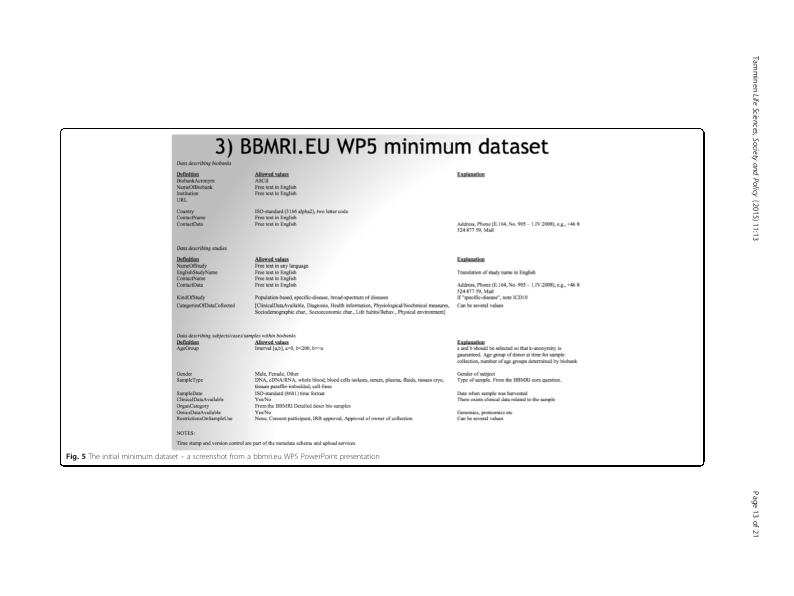 Tamminen Life Sciences, Society and Policy (2015) 11:13
3) BBMRI.EU WP5 minimum dataset
Data describing biobanks
Definition Allowed values Explanation
BiobankAcronym ASCII
NameOfBiobank Free text in English
Institution Free text in English
URL
Country ISO-standard (3166 alpha2), two letter code
ContactName Free text in English
ContactData Free text in English Address, Phone (E.164, No. 905 – 1.IV.2008), e.g., +46 8
524 877 59, Mail
Data describing studies
Definition Allowed values Explanation
NameOfStudy Free text in any language
EnglishStudyName Free text in English Translation of study name in English
ContactName Free text in English
ContactData Free text in English Address, Phone (E.164, No. 905 – 1.IV.2008), e.g., +46 8
524 877 59, Mail
KindOfStudy Population-based, specific-disease, broad-spectrum of diseases If "specific-disease", note ICD10
CategoriesOfDataCollected [ClinicalDataAvailable, Diagnosis, Health information, Physiological/biochmical measures, Can be several values
Sociodemographic char., Socioeconomic char., Life habits/Behav., Physical environment]
Data describing subjects/cases/samples within biobanks
Definition Allowed values Explanation
AgeGroup Interval [a,b], a>0, b<200, b>=a a and b should be selected so that k-anonymity is
guaranteed. Age group of donor at time for sample
collection, number of age groups determined by biobank
Gender Male, Female, Other Gender of subject
SampleType DNA, cDNA/RNA, whole blood, blood cells isolates, serum, plasma, fluids, tissues cryo, Type of sample. From the BBMRI core question.
tissues paraffin-imbedded, cell-lines
SampleDate ISO-standard (8601) time format Date when sample was harvested
ClinicalDataAvailable Yes/No There exists clinical data related to the sample
OrganCategory From the BBMRI Detailed descr bio samples
OmicsDataAvailable Yes/No Genomics, proteomics etc
RestrictionsOnSampleUse None, Consent participant, IRB approval, Approval of owner of collection Can be several values
NOTES:
Time stamp and version control are part of the metadata schema and upload services
Fig. 5 The initial minimum dataset – a screenshot from a bbmri.eu WP5 PowerPoint presentation
Page 13 of 21